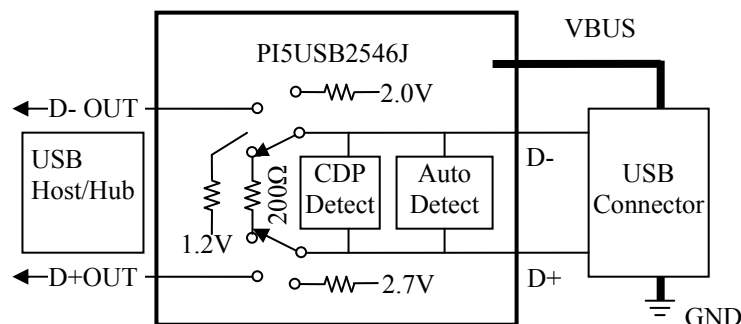 VBUS
PI5USB2546J
2.0V
D- OUT
USB
Host/Hub
200Ω
CDP
Detect
Auto
Detect
D-
USB
Connector
1.2V
D+OUT
2.7V
D+
GND